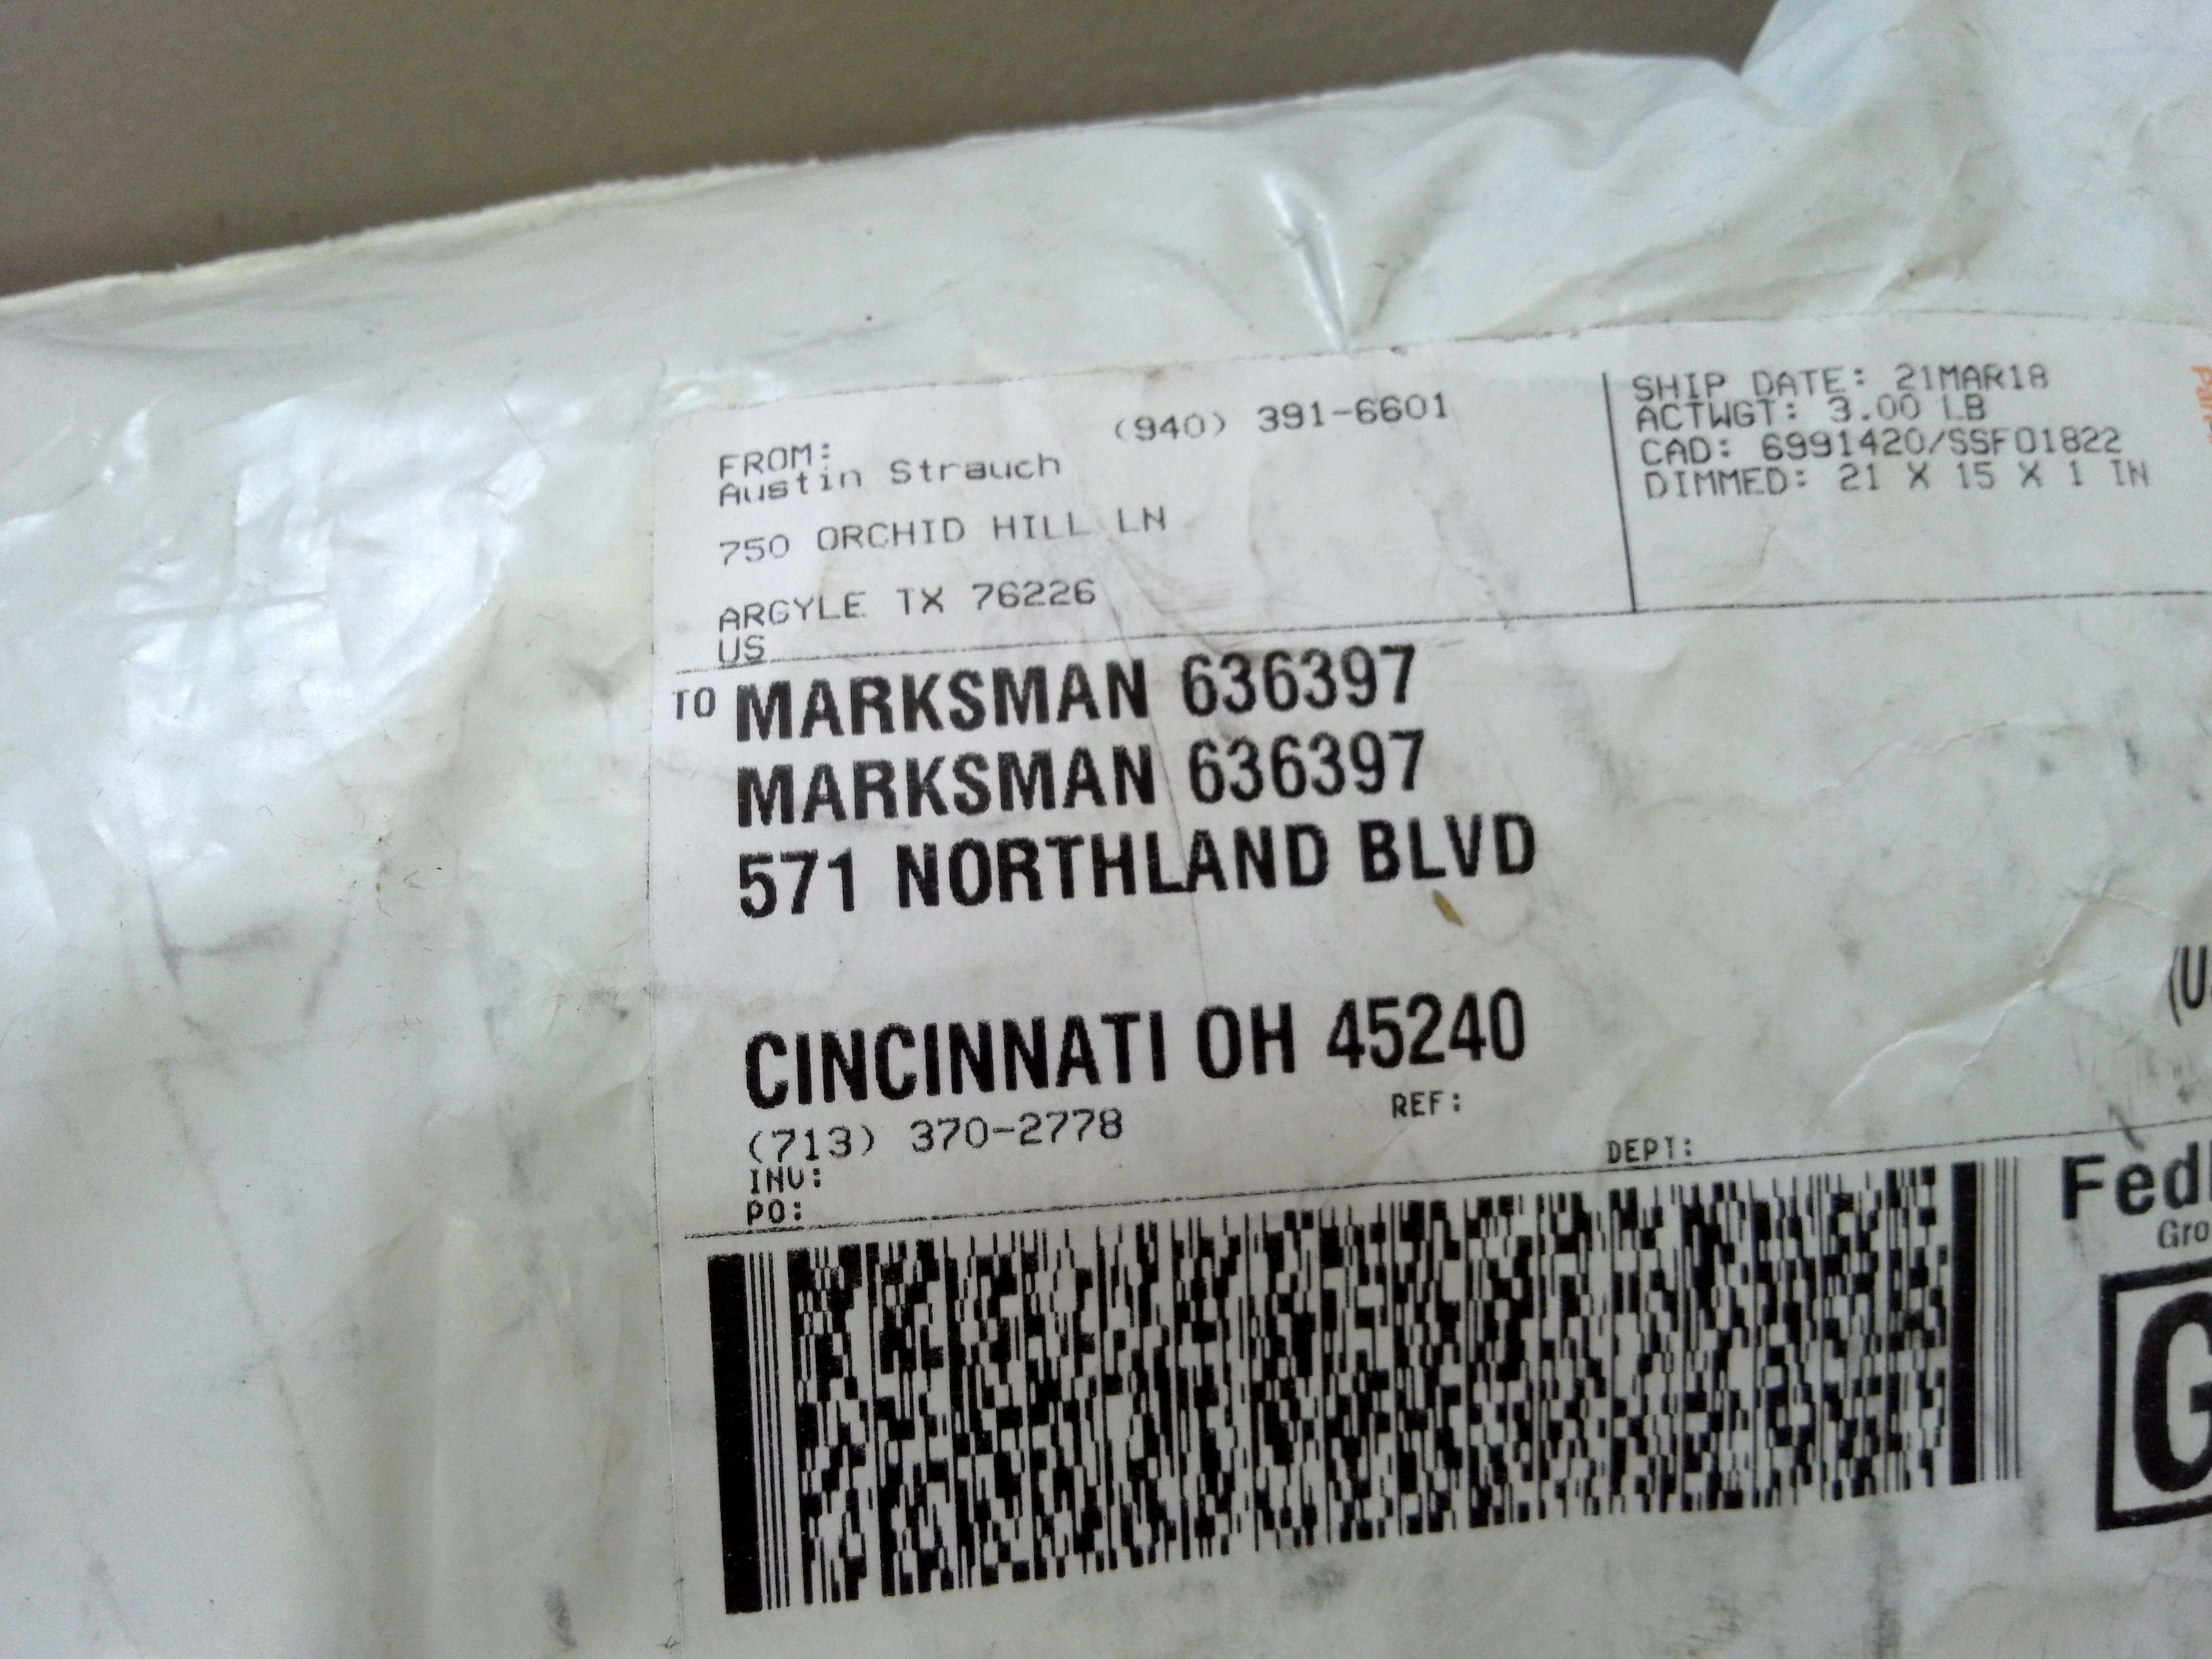 FROM: (940) 391-6601
Austin Strauch
750 ORCHID HILL LN
ARGYLE TX 76226
US
SHIP DATE: 21MAR18
ACTWGT: 3.00 LB
CAD: 6991420/SSFO1822
DIMMED: 21 X 15 X 1 IN
TO MARKSMAN 636397
MARKSMAN 636397
571 NORTHLAND BLVD
CINCINNATI OH 45240
(713) 370-2778 REF:
INV:
PO: DEPT:
Fed
Gro
G
(U